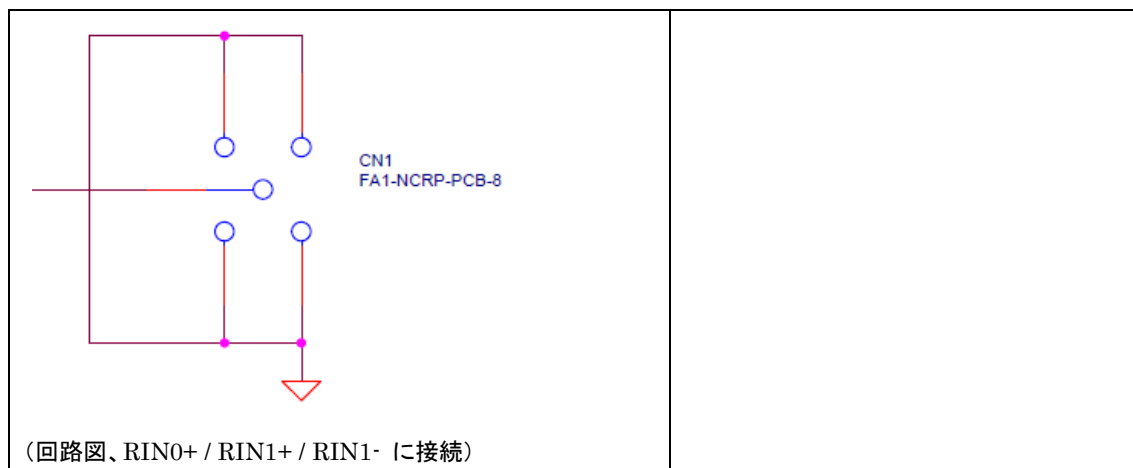 CN1
FA1-NCRP-PCB-8
（回路図、RIN0+ / RIN1+ / RIN1- に接続）